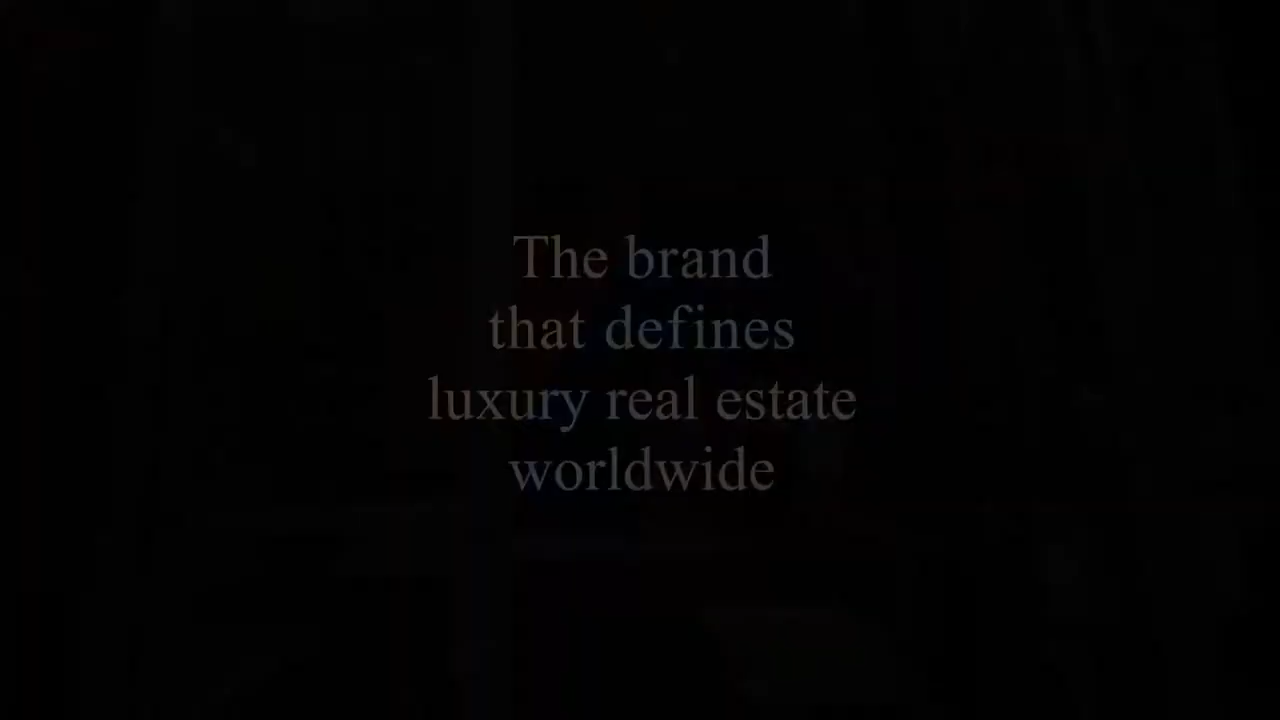 The brand
that defines
luxury real estate
worldwide